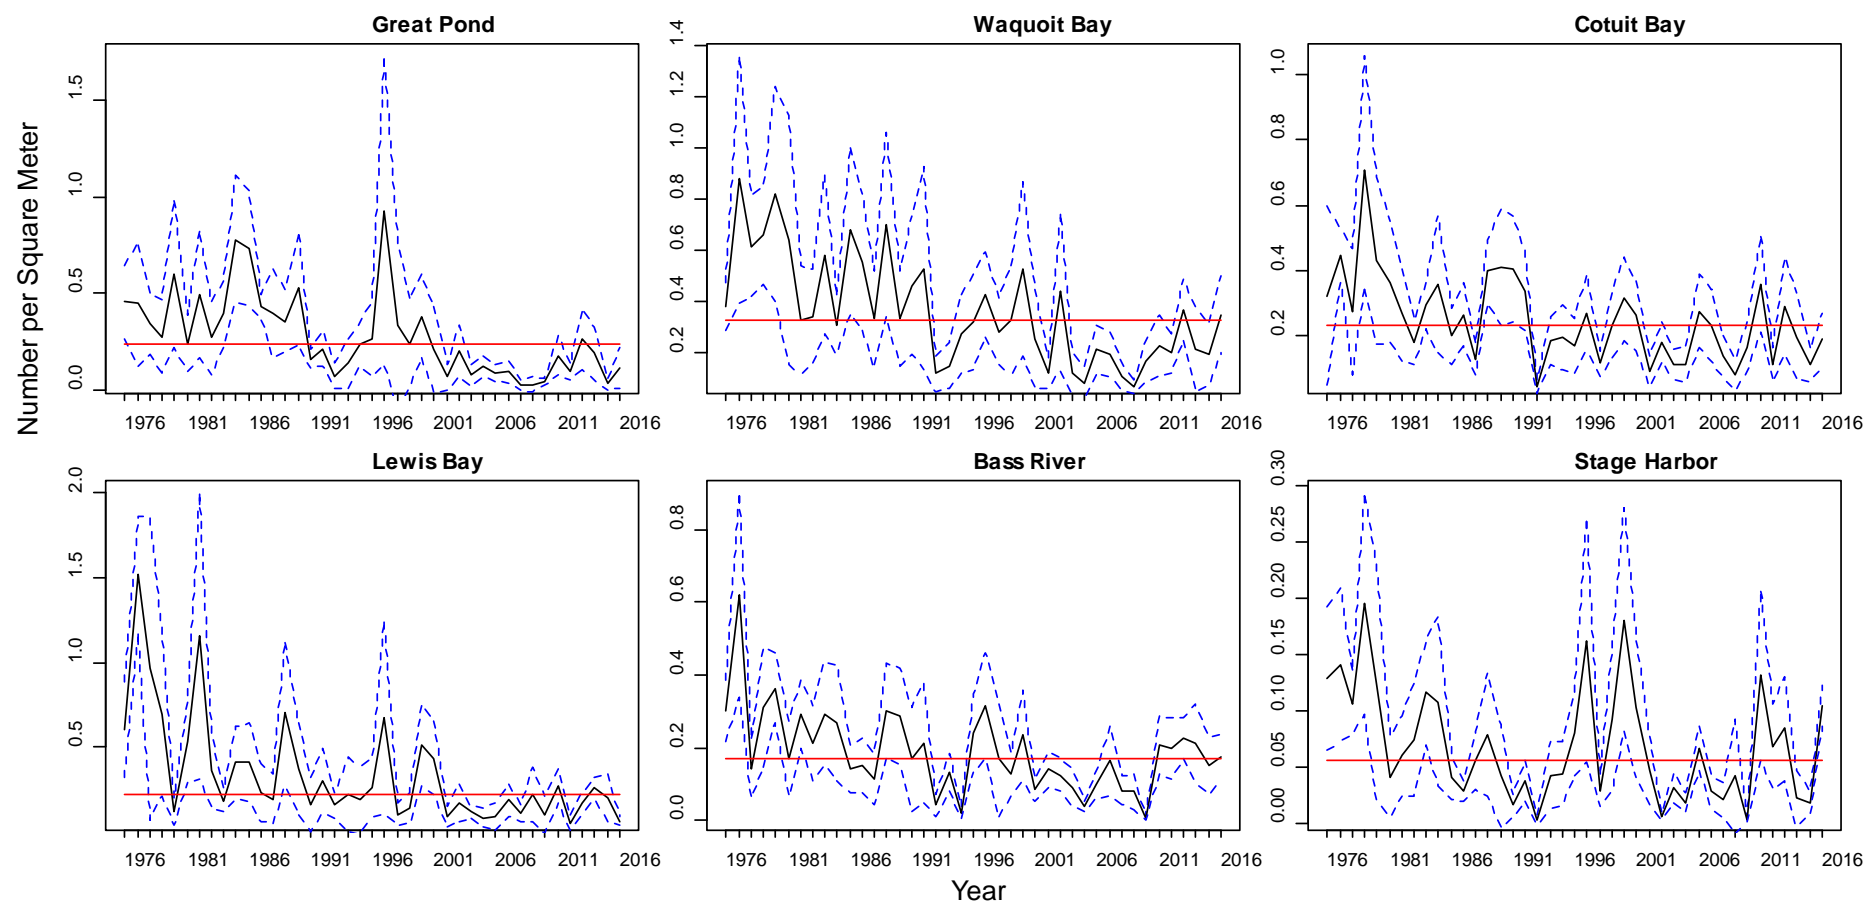 Great Pond
Waquoit Bay
Cotuit Bay
Number per Square Meter
0.0 0.5 1.0 1.5
0.2 0.4 0.6 0.8 1.0 1.2 1.4
0.2 0.4 0.6 0.8 1.0
1976 1981 1986 1991 1996 2001 2006 2011 2016
1976 1981 1986 1991 1996 2001 2006 2011 2016
1976 1981 1986 1991 1996 2001 2006 2011 2016
Lewis Bay
Bass River
Stage Harbor
0.5 1.0 1.5 2.0
0.0 0.2 0.4 0.6 0.8
0.00 0.05 0.10 0.15 0.20 0.25 0.30
1976 1981 1986 1991 1996 2001 2006 2011 2016
1976 1981 1986 1991 1996 2001 2006 2011 2016
1976 1981 1986 1991 1996 2001 2006 2011 2016
Year